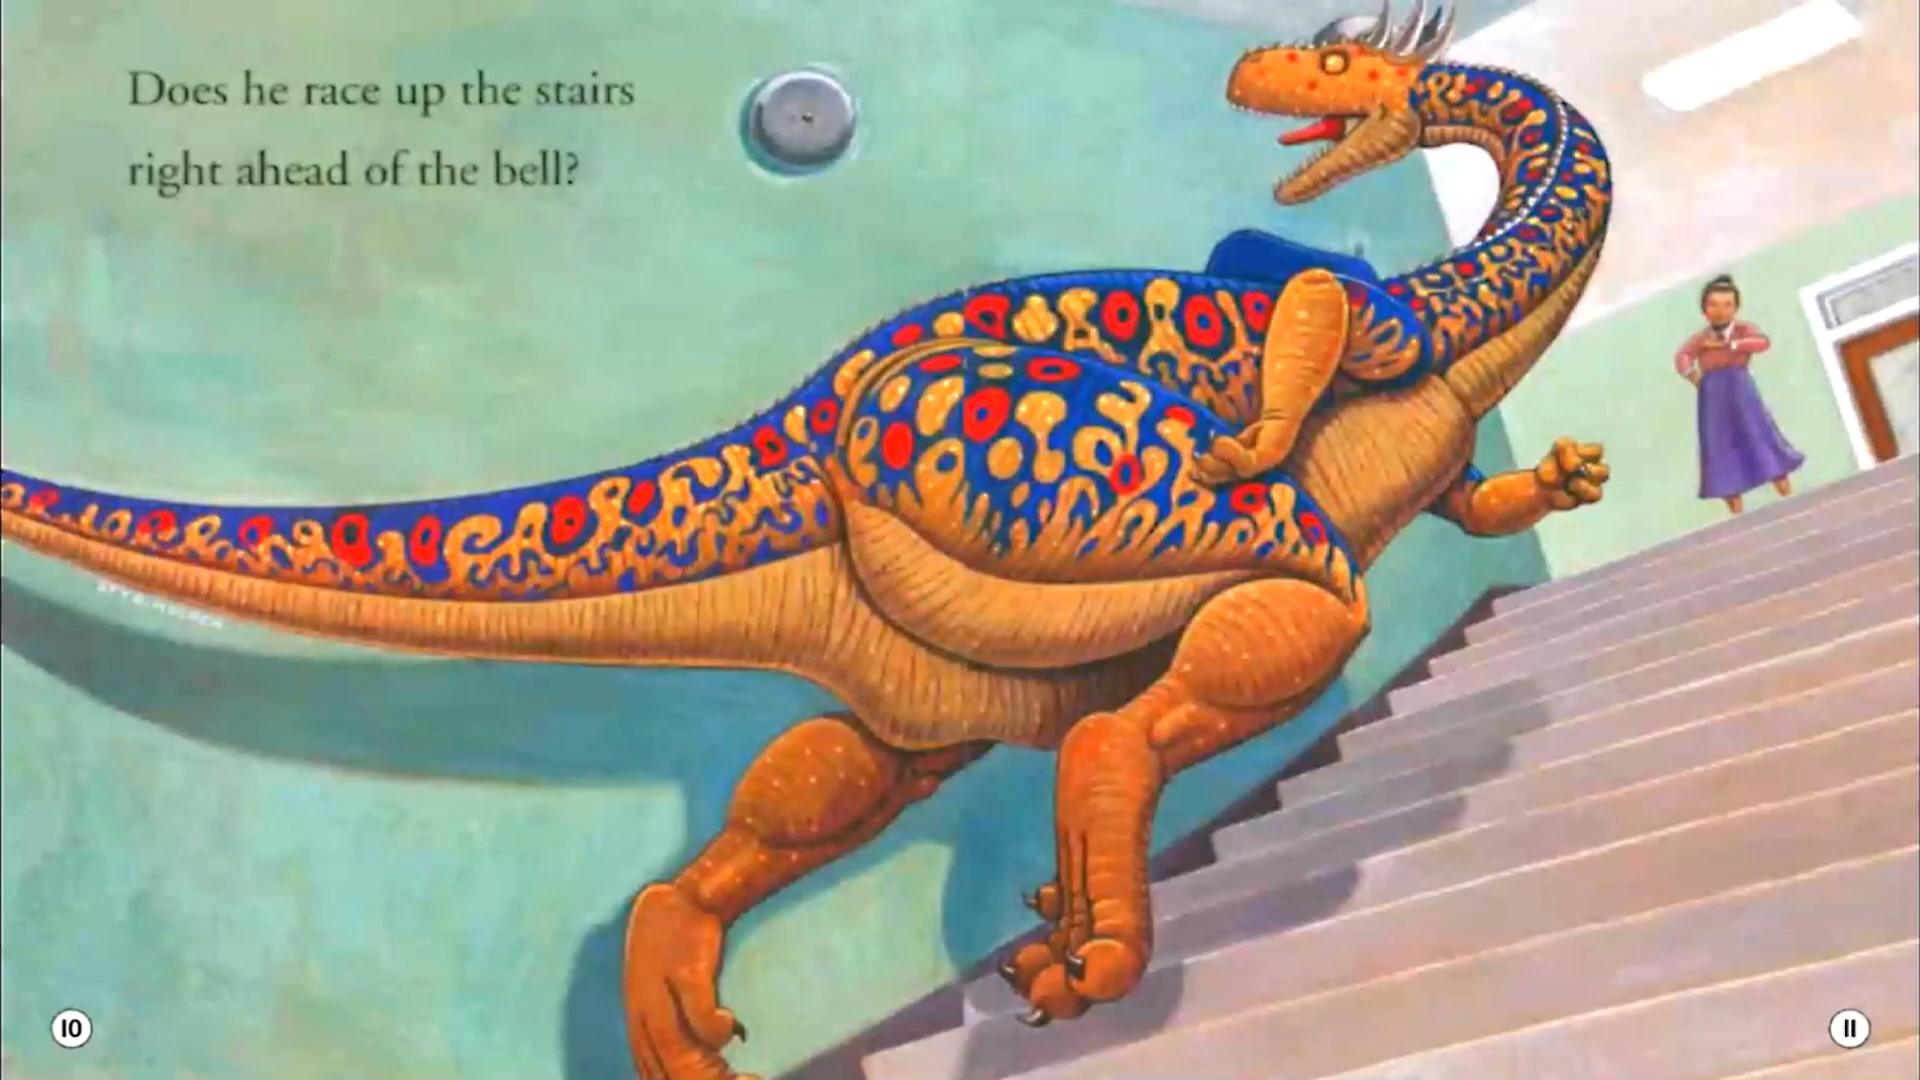 Does he race up the stairs
right ahead of the bell?
10
11